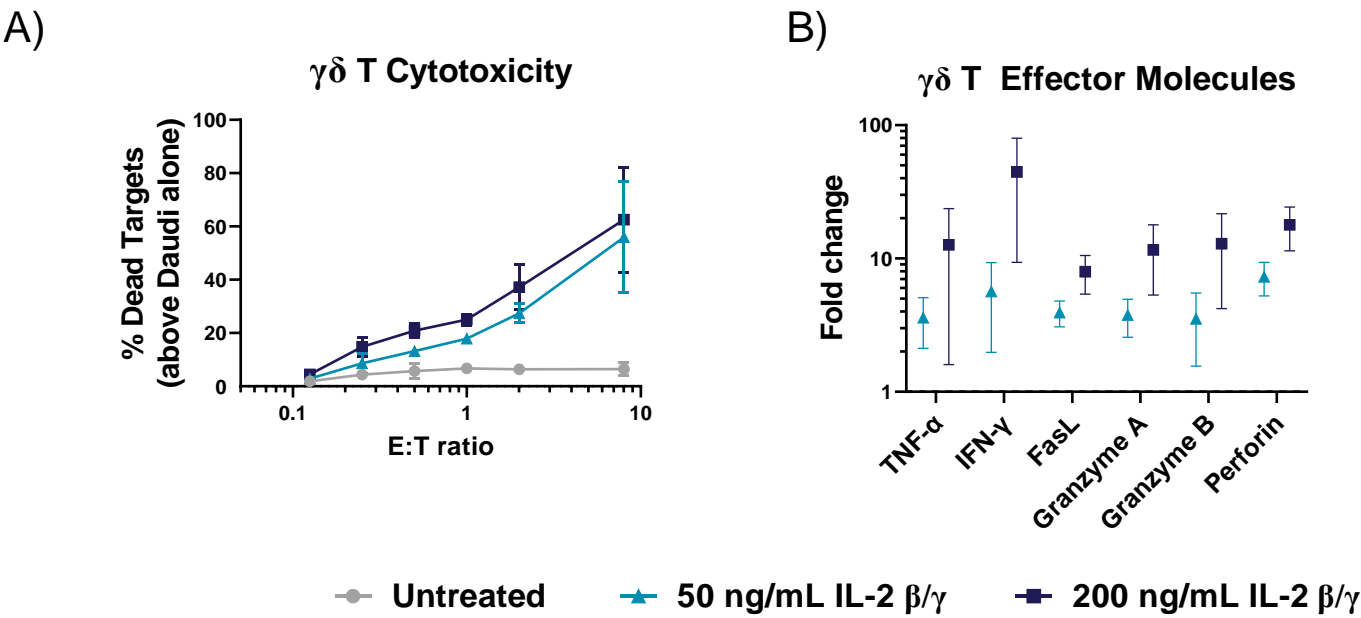 A)
γδ T Cytotoxicity
% Dead Targets
(above Daudi alone)
100
80
60
40
20
0
0.1
1
10
E:T ratio
B)
γδ T Effector Molecules
Fold change
100
10
1
TNF-α
IFN-γ
FasL
Granzyme A
Granzyme B
Perforin
Untreated
50 ng/mL IL-2 β/γ
200 ng/mL IL-2 β/γ